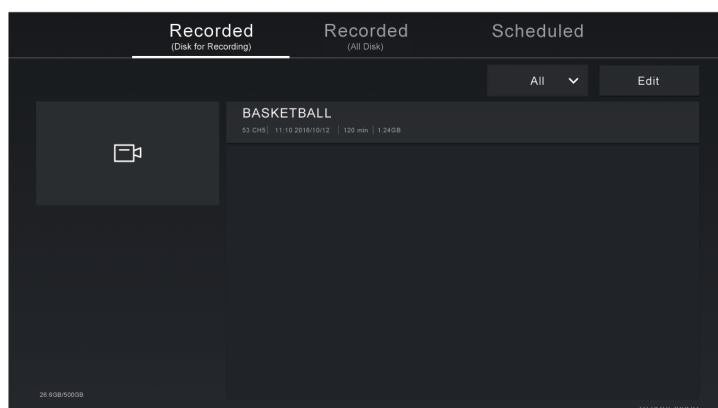 Recorded Recorded Scheduled
(Disk for Recording) (All Disk)
All Edit
BASKETBALL
53 CH5 | 11:10 2016/10/12 | 120 min | 1.24GB
26.6GB/500GB